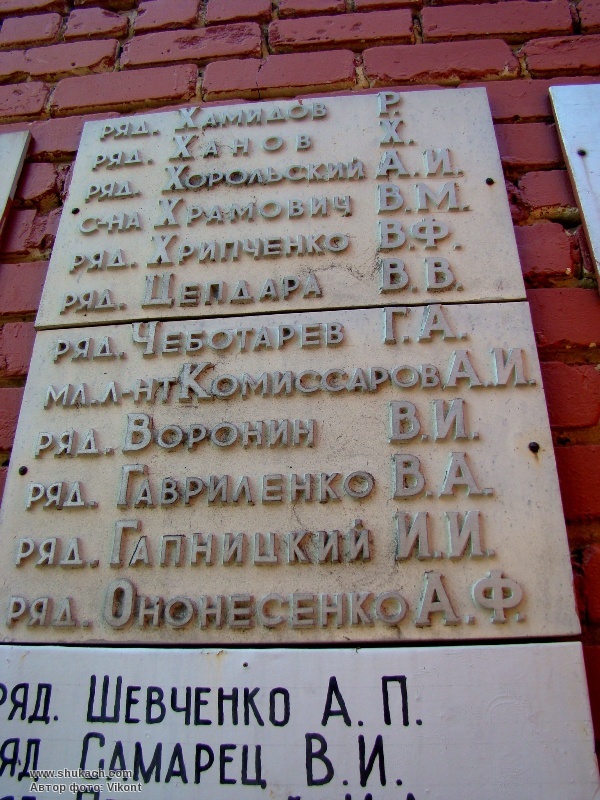 ряд. Хамидов Р.
ряд. Ханов Х.
ряд. Хорольский А.И.
с-на Храмович В.М.
ряд. Хрипченко В.Ф.
ряд. Цепдара В.В.
ряд. Чеботарев Г.А.
мл.л-нт Комиссаров А.И.
ряд. Воронин В.И.
ряд. Гавриленко В.А.
ряд. Гапницкий И.И.
ряд. Ононесенко А.Ф.
РЯД. ШЕВЧЕНКО А.П.
РЯД. САМАРЕЦ В.И.
www.shukach.com
Автор фото: Vikont